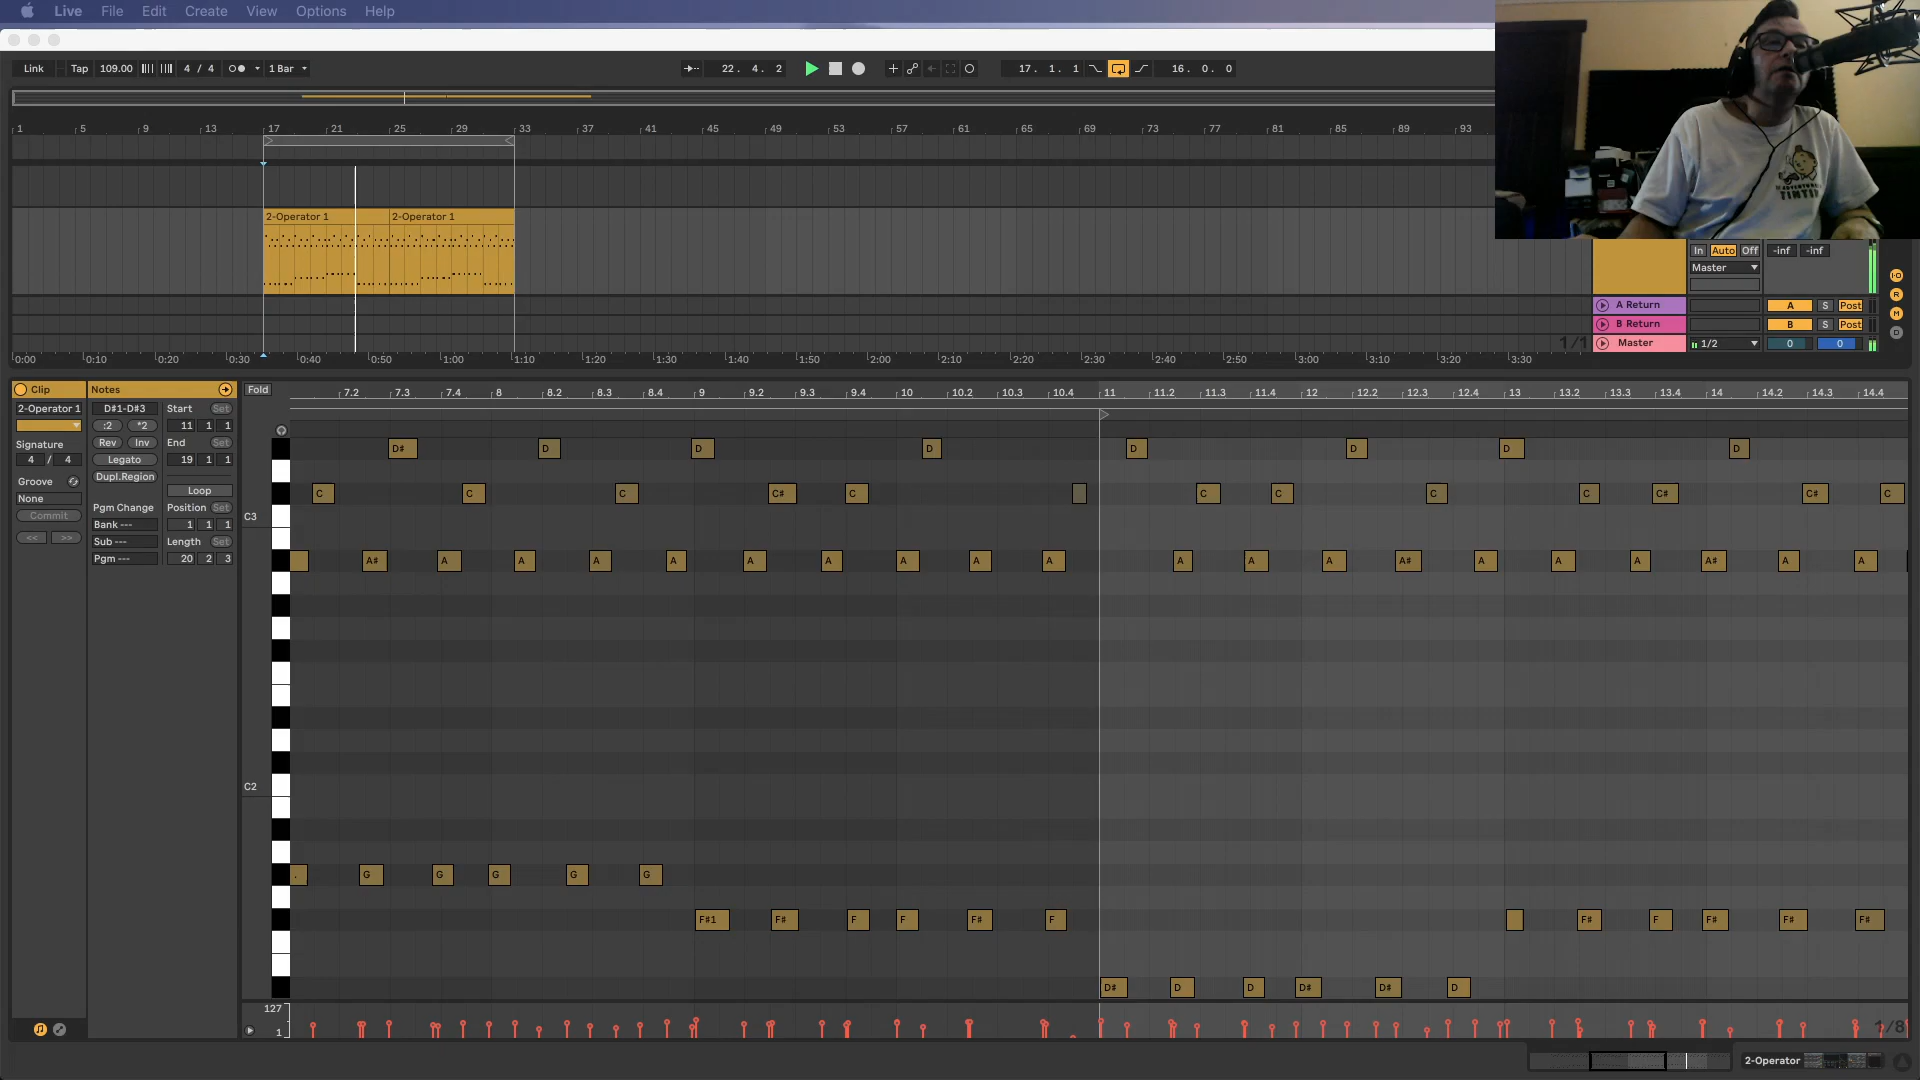 Live File Edit Create View Options Help
Link Tap 109.00 4 / 4 1 Bar 22. 4. 2 17. 1. 1 16. 0. 0
1 5 9 13 17 21 25 29 33 37 41 45 49 53 57 61 65 69 73 77 81 85 89 93
TINTIN
2-Operator 1 2-Operator 1
In Auto Off -inf -inf
Master
A Return A S Post
B Return B S Post
Master 1/2 0 0
1/1
0:00 0:10 0:20 0:30 0:40 0:50 1:00 1:10 1:20 1:30 1:40 1:50 2:00 2:10 2:20 2:30 2:40 2:50 3:00 3:10 3:20 3:30
I·O
R
M
D
Clip Notes Fold
7.2 7.3 7.4 8 8.2 8.3 8.4 9 9.2 9.3 9.4 10 10.2 10.3 10.4 11 11.2 11.3 11.4 12 12.2 12.3 12.4 13 13.2 13.3 13.4 14 14.2 14.3 14.4
2-Operator 1 D#1-D#3 Start Set
:2 *2 11 1 1
Signature Rev Inv End Set
4 / 4 Legato 19 1 1
Groove Dupl.Region
None Loop
Commit Pgm Change Position Set
<< >> Bank --- 1 1 1
Sub --- Length Set
Pgm --- 20 2 3
D# D D D D D D D
C C C C# C C C C C C# C# C
C3
A# A A A A A A A A A A A A A# A A A A# A A
C2
G G G G G
F#1 F# F F F# F F# F F# F# F#
D# D D D# D# D
127
1
1/8
2-Operator